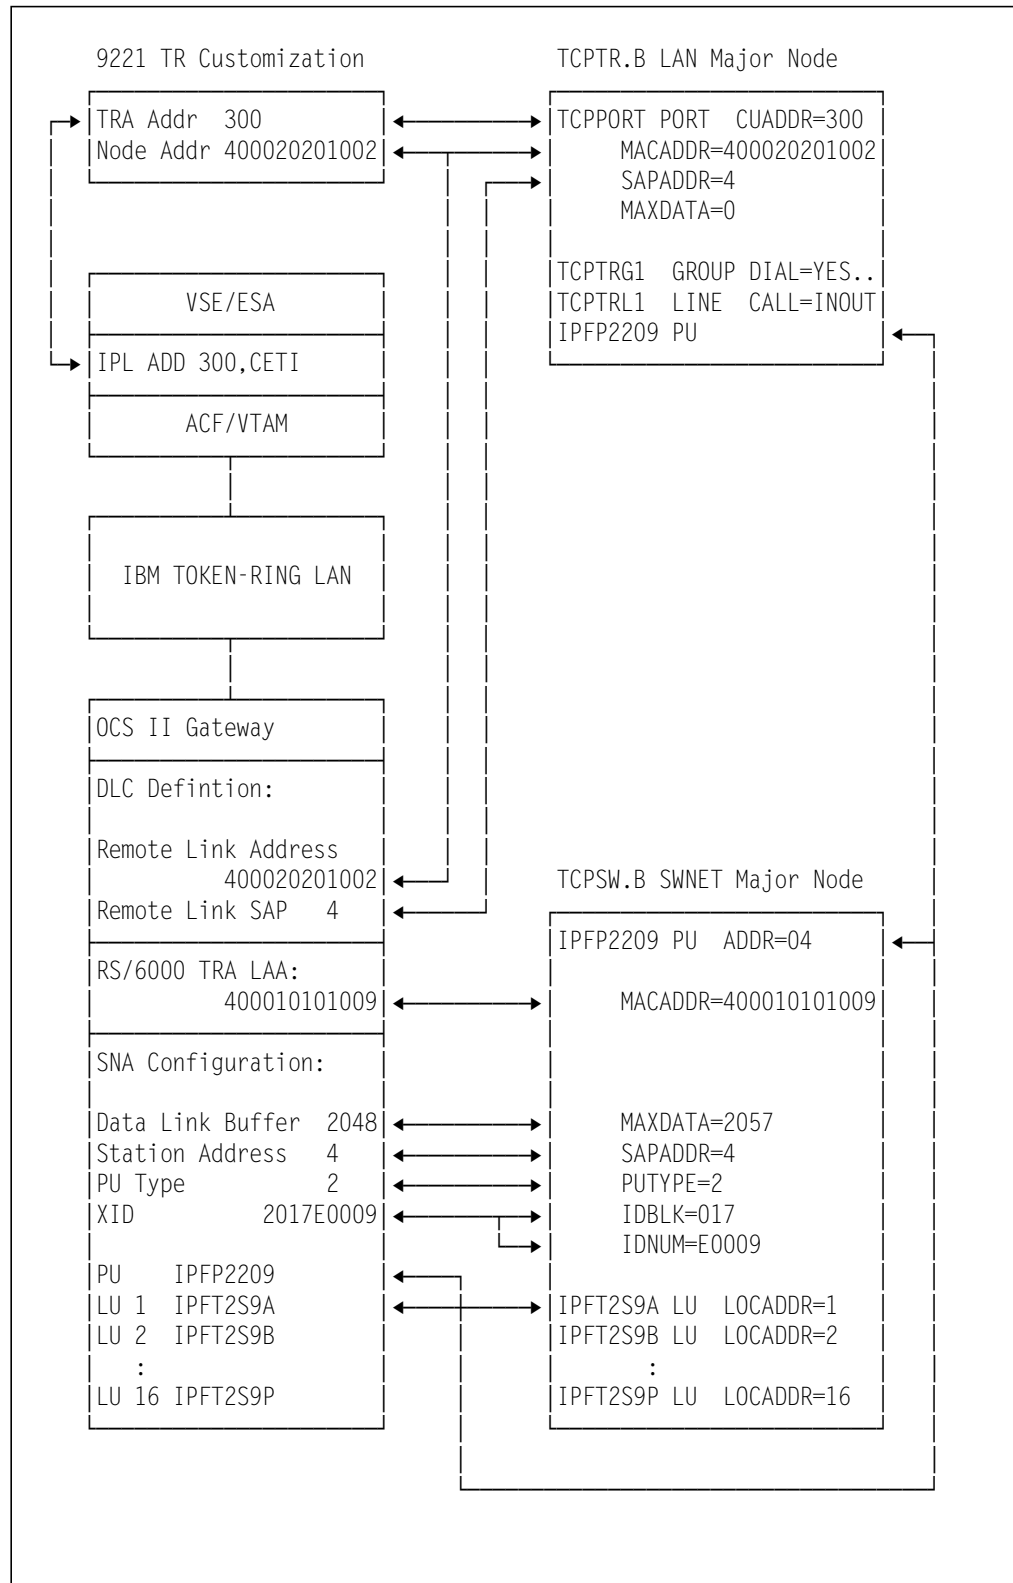 9221 TR Customization
TRA Addr 300
Node Addr 400020201002
TCPTR.B LAN Major Node
TCPPORT PORT CUADDR=300
MACADDR=400020201002
SAPADDR=4
MAXDATA=0
TCPTRG1 GROUP DIAL=YES..
TCPTRL1 LINE CALL=INOUT
IPFP2209 PU
VSE/ESA
IPL ADD 300,CETI
ACF/VTAM
IBM TOKEN-RING LAN
OCS II Gateway
DLC Defintion:
Remote Link Address
400020201002
Remote Link SAP 4
RS/6000 TRA LAA:
400010101009
SNA Configuration:
Data Link Buffer 2048
Station Address 4
PU Type 2
XID 2017E0009
PU IPFP2209
LU 1 IPFT2S9A
LU 2 IPFT2S9B
:
LU 16 IPFT2S9P
TCPSW.B SWNET Major Node
IPFP2209 PU ADDR=04
MACADDR=400010101009
MAXDATA=2057
SAPADDR=4
PUTYPE=2
IDBLK=017
IDNUM=E0009
IPFT2S9A LU LOCADDR=1
IPFT2S9B LU LOCADDR=2
:
IPFT2S9P LU LOCADDR=16